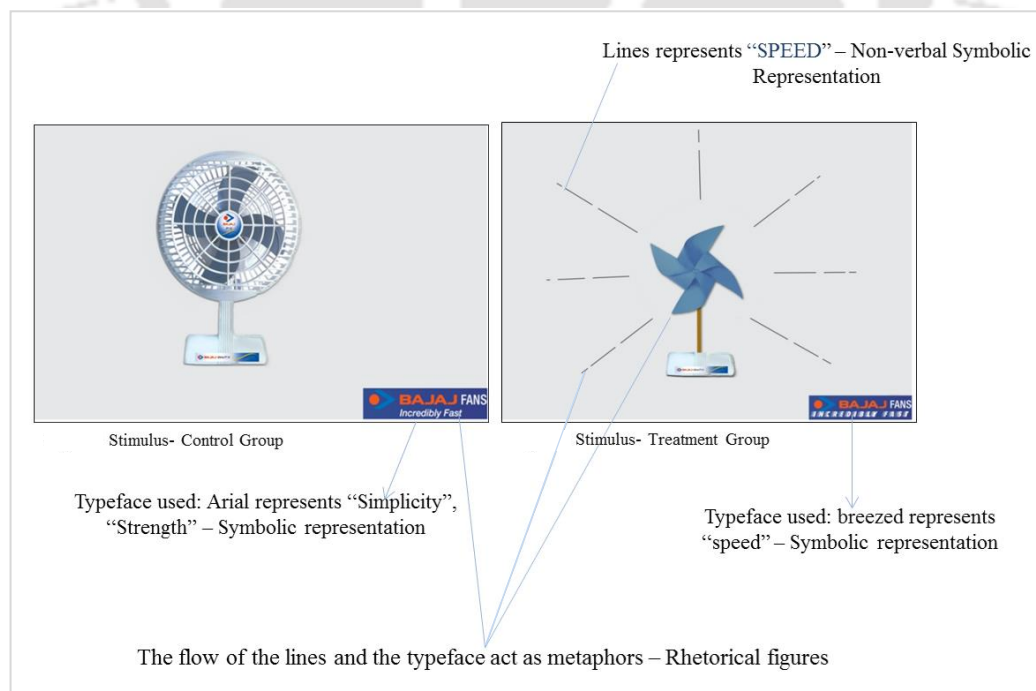 Lines represents “SPEED” – Non-verbal Symbolic
Representation
BAJAJ
BAJAJ FANS
Incredibly Fast
BAJAJ FANS
INCREDIBLY FAST
Stimulus- Control Group
Stimulus- Treatment Group
Typeface used: Arial represents “Simplicity”,
“Strength” – Symbolic representation
Typeface used: breezed represents
“speed” – Symbolic representation
The flow of the lines and the typeface act as metaphors – Rhetorical figures